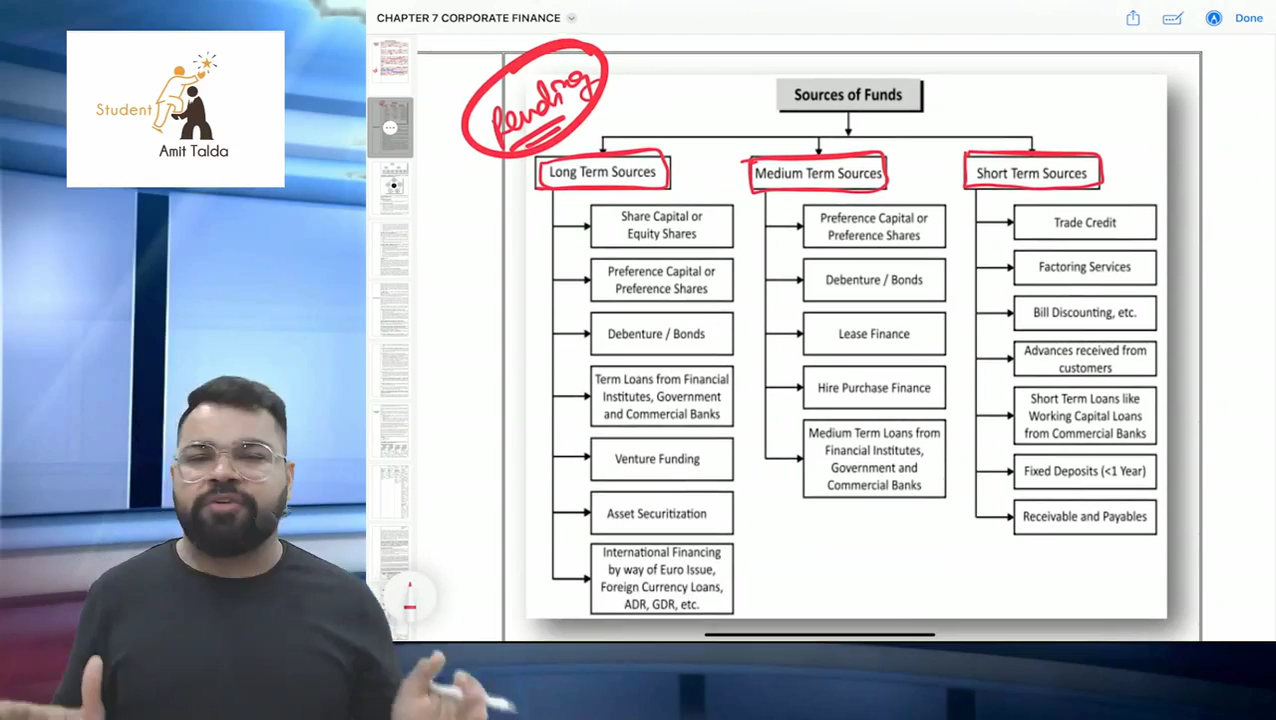 CHAPTER 7 CORPORATE FINANCE
Done
Student
Amit Talda
Pending
Sources of Funds
Long Term Sources
Share Capital or
Equity Shares
Preference Capital or
Preference Shares
Debenture / Bonds
Term Loans from Financial
Institutes, Government
and Commercial Banks
Venture Funding
Asset Securitization
International Financing
by way of Euro Issue,
Foreign Currency Loans,
ADR, GDR, etc.
Medium Term Sources
Preference Capital or
Preference Shares
Debenture / Bonds
Lease Finance
Purchase Finance
Medium Term Loans from
Financial Institutes,
Government and
Commercial Banks
Short Term Sources
Trade Credit
Factoring Services
Bill Discounting, etc.
Advances received from
customers
Short Term Loans like
Working Capital Loans
from Commercial Banks
Fixed Deposits (<1 Year)
Receivable and Payables